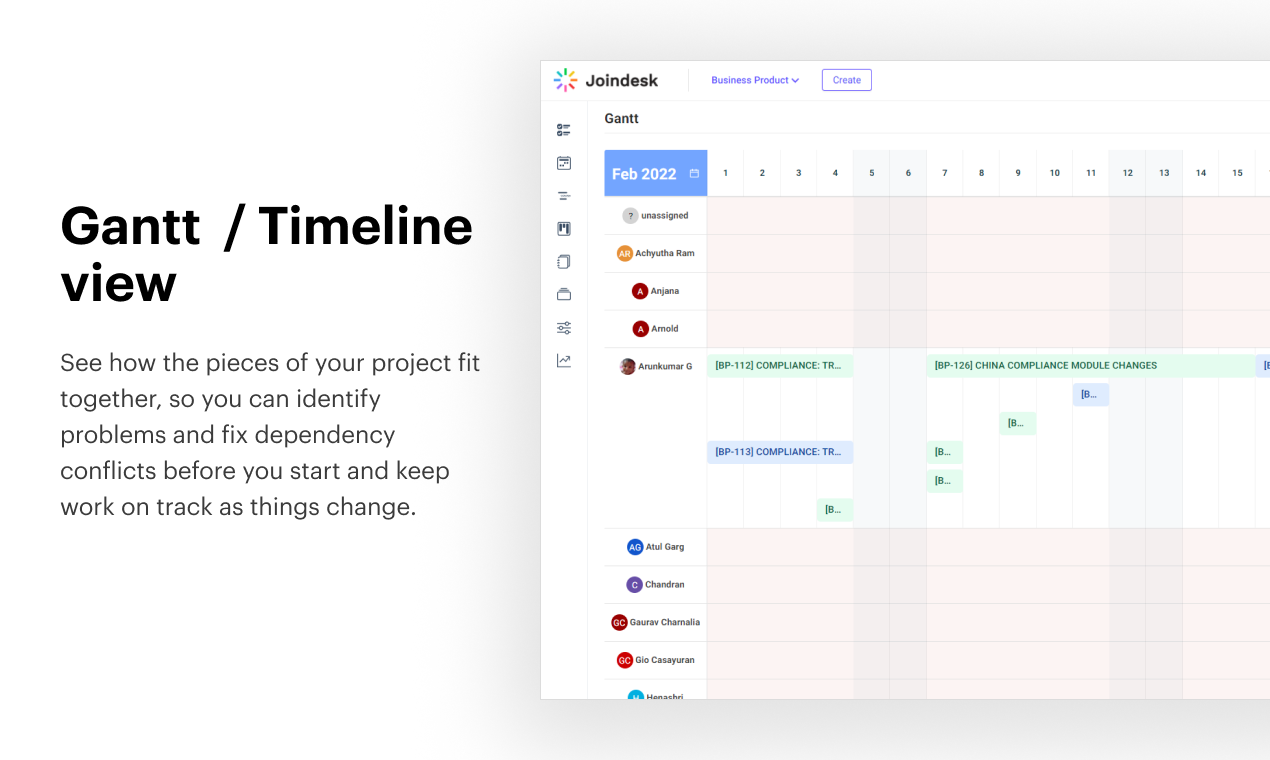 Gantt / Timeline
view
See how the pieces of your project fit
together, so you can identify
problems and fix dependency
conflicts before you start and keep
work on track as things change.
Joindesk
Business Product
Create
Gantt
Feb 2022
1 2 3 4 5 6 7 8 9 10 11 12 13 14 15
? unassigned
AR Achyutha Ram
A Anjana
A Arnold
Arunkumar G
[BP-112] COMPLIANCE: TR...
[BP-126] CHINA COMPLIANCE MODULE CHANGES
[B...
[B...
[BP-113] COMPLIANCE: TR...
[B...
[B...
[B...
AG Atul Garg
C Chandran
GC Gaurav Charnalia
GC Gio Casayuran